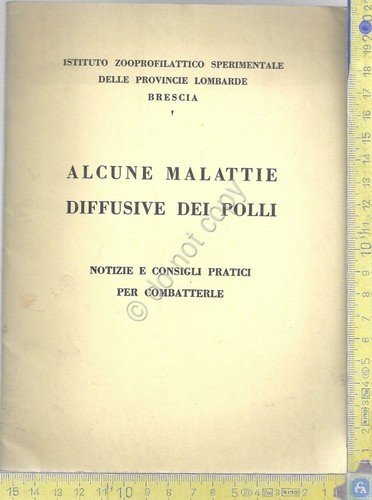 ISTITUTO ZOOPROFILATTICO SPERIMENTALE
DELLE PROVINCIE LOMBARDE
BRESCIA
ALCUNE MALATTIE
DIFFUSIVE DEI POLLI
NOTIZIE E CONSIGLI PRATICI
PER COMBATTERLE
© do not copy